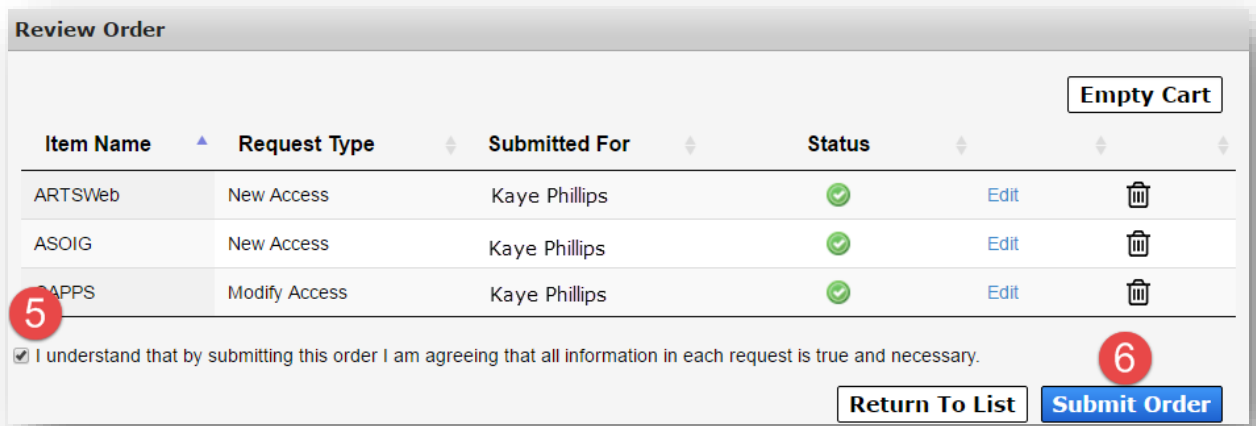 Review Order
Empty Cart
Item Name Request Type Submitted For Status
ARTSWeb New Access Kaye Phillips Edit
ASOIG New Access Kaye Phillips Edit
APPS Modify Access Kaye Phillips Edit
5
I understand that by submitting this order I am agreeing that all information in each request is true and necessary.
6
Return To List Submit Order